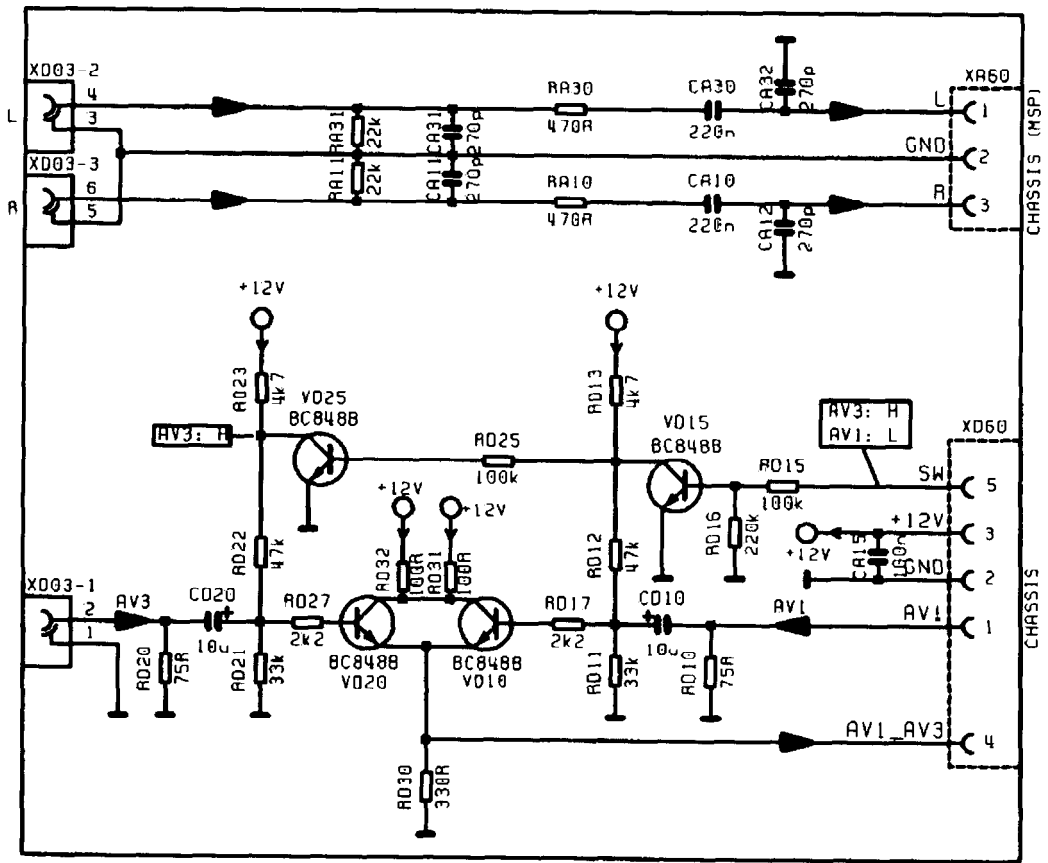 XD03-2
4
L
3
XD03-3
6
R
5
RA31
22k
CA31
270p
RA11
22k
CA11
270p
RA30
470R
CA30
220n
CA32
270p
RA10
470R
CA10
220n
CA12
270p
XA60
L
1
GND
2
R
3
CHASSIS (MSP)
+12V
RD23
4k7
VD25
BC848B
AV3: H
RD25
100k
+12V
RD13
4k7
VD15
BC848B
RD15
100k
RD16
220k
AV3: H
AV1: L
XD60
SW
5
+12V
3
+12V
CA15
100n
GND
2
AV1
AV1
1
CHASSIS
AV1_AV3
4
RD22
47k
+12V
+12V
RD32
100R
RD31
100R
RD12
47k
XD03-1
2
1
AV3
CD20
10u
RD20
75R
RD21
33k
RD27
2k2
BC848B
VD20
BC848B
VD10
RD17
2k2
CD10
10u
RD11
33k
RD10
75R
RD30
330R